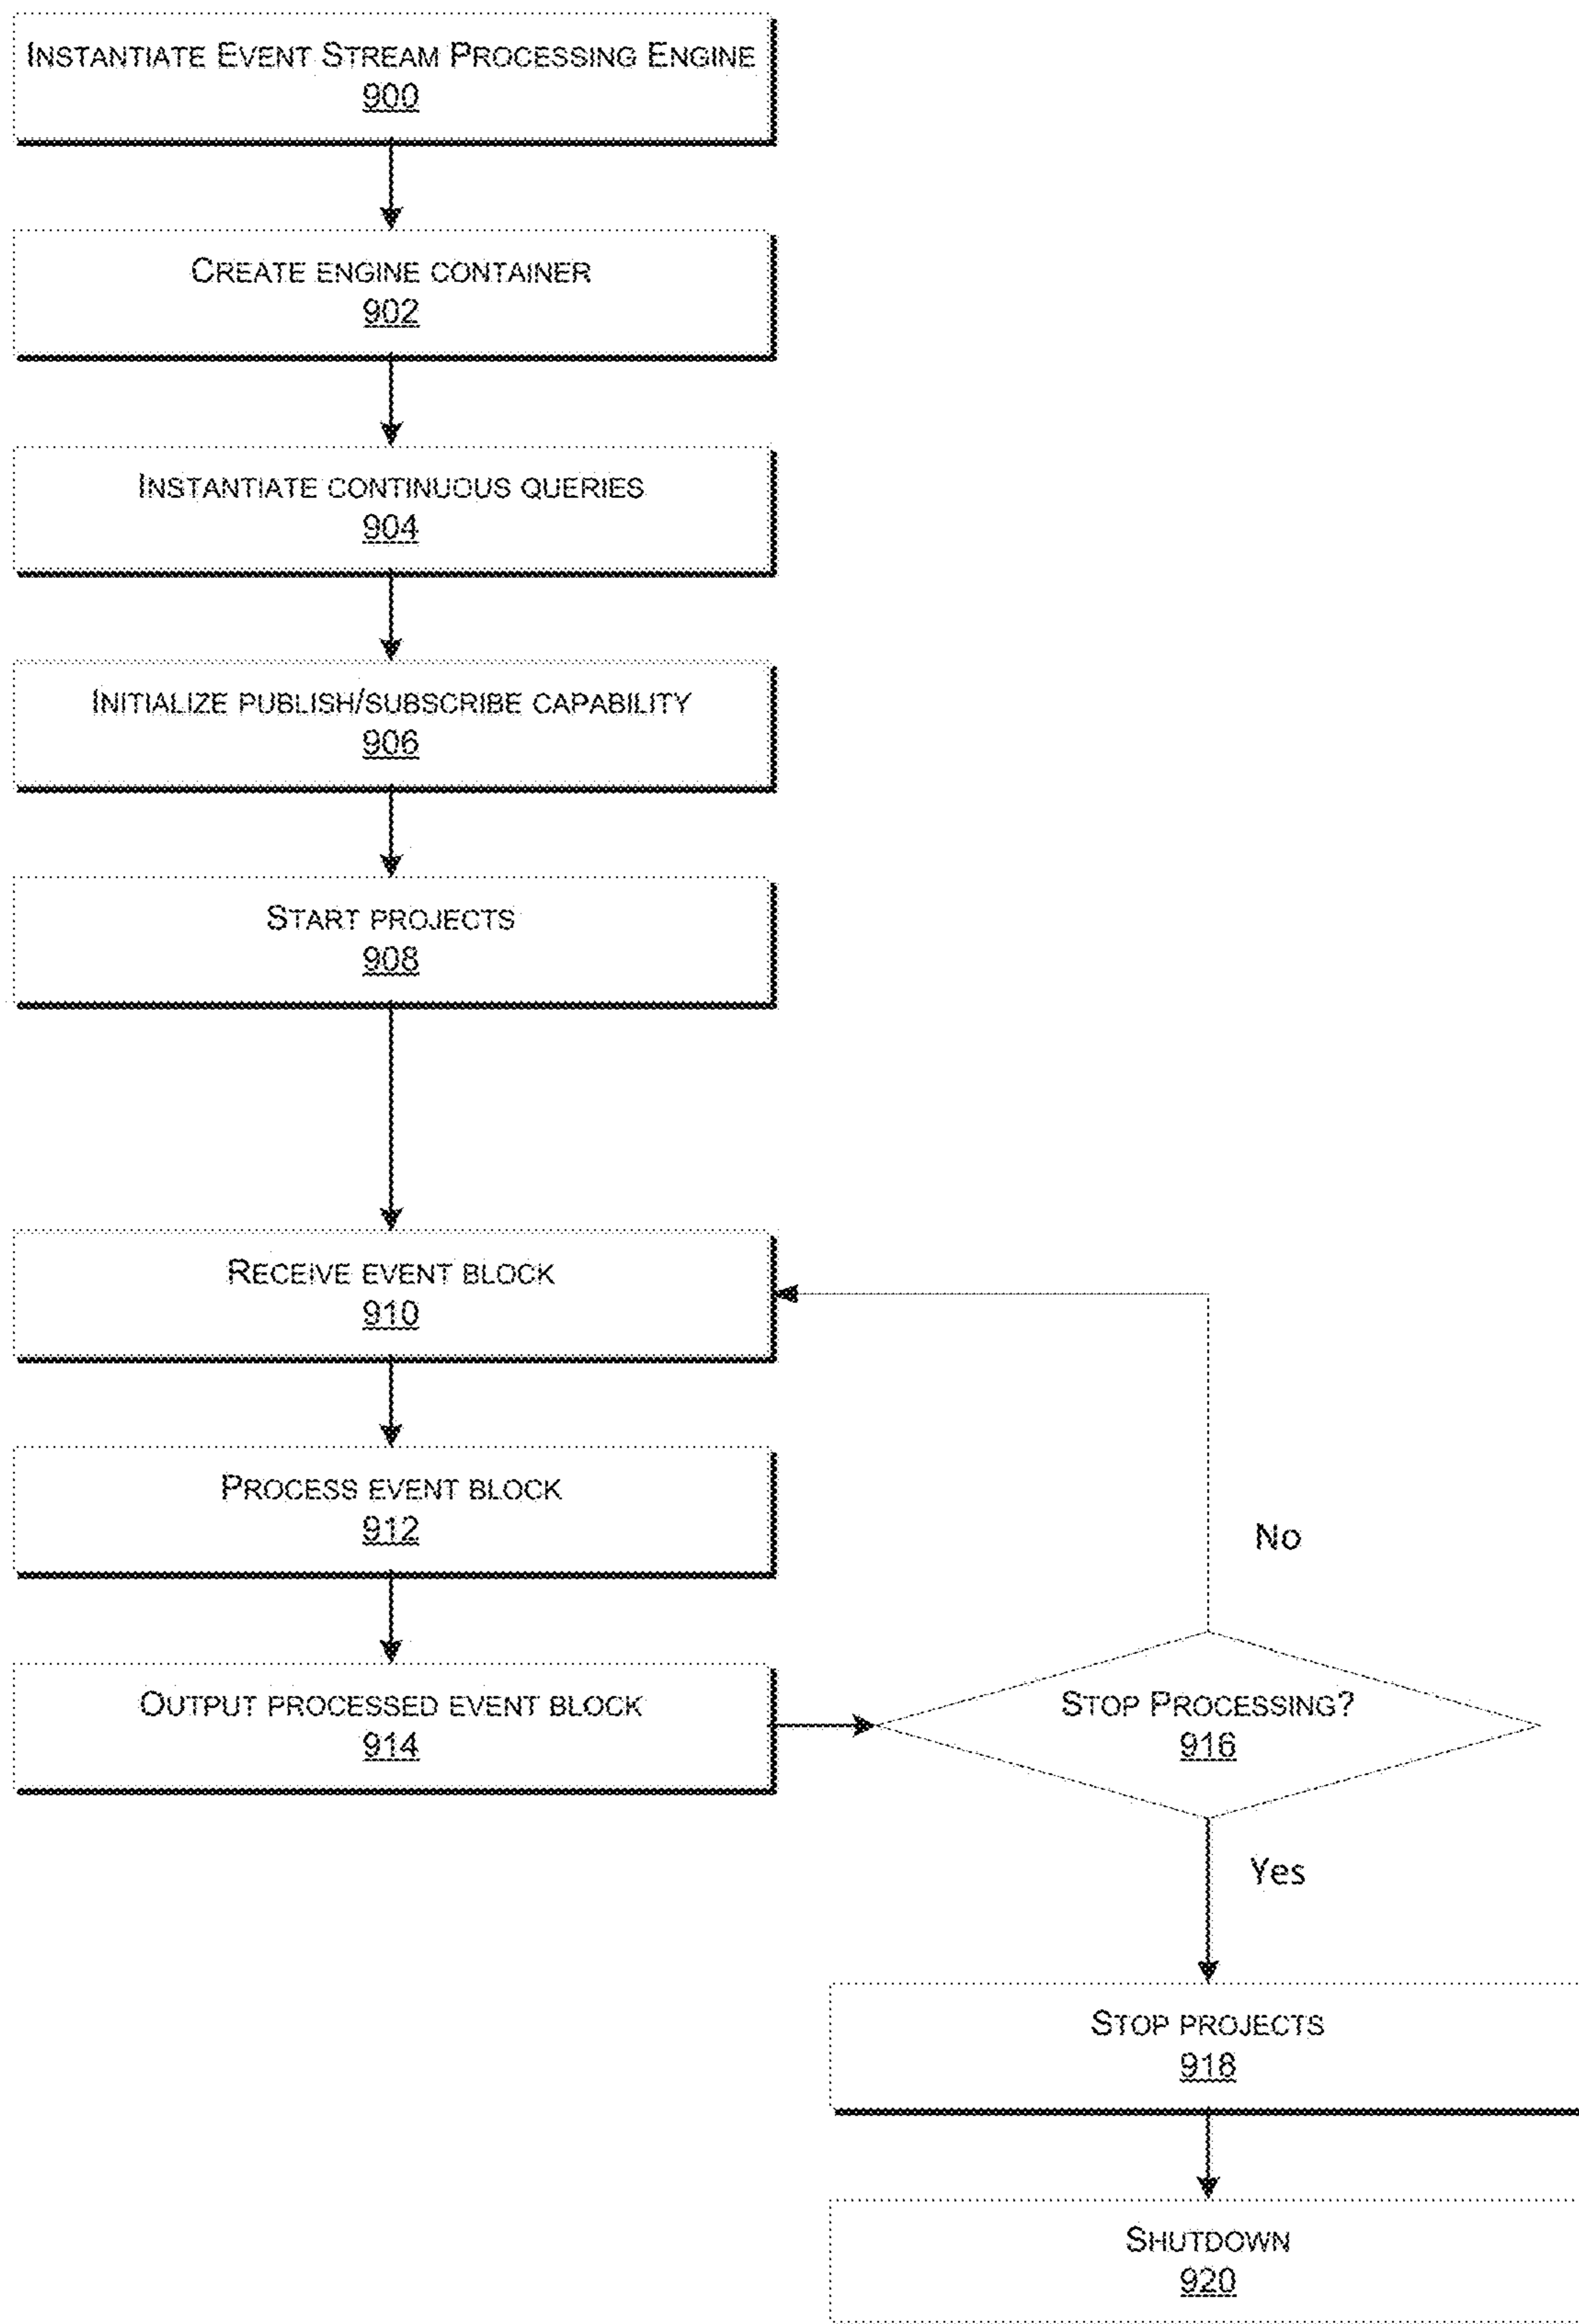 INSTANTIATE EVENT STREAM PROCESSING ENGINE
900
CREATE ENGINE CONTAINER
902
INSTANTIATE CONTINUOUS QUERIES
904
INITIALIZE PUBLISH/SUBSCRIBE CAPABILITY
906
START PROJECTS
908
RECEIVE EVENT BLOCK
910
PROCESS EVENT BLOCK
912
No
OUTPUT PROCESSED EVENT BLOCK
914
STOP PROCESSING?
916
Yes
STOP PROJECTS
918
SHUTDOWN
920